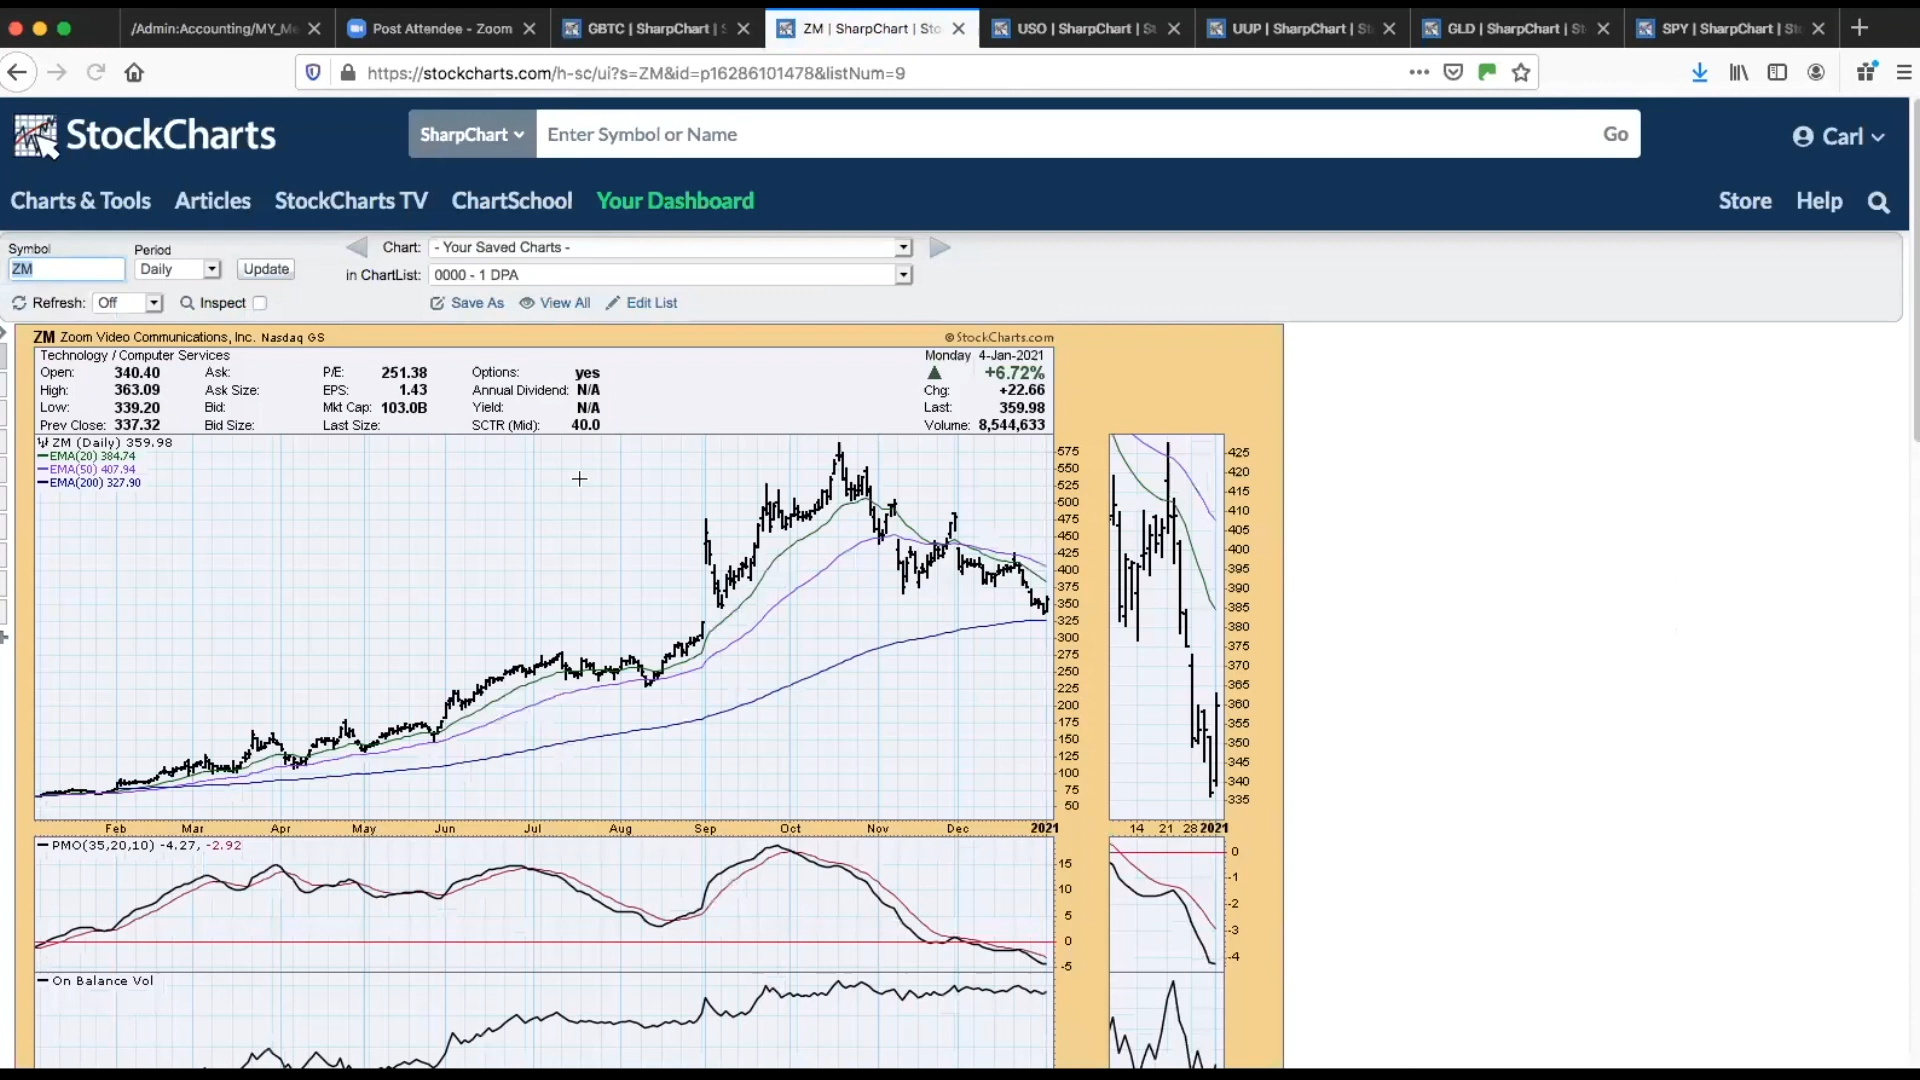 /Admin:Accounting/MY_Me
Post Attendee - Zoom
GBTC | SharpChart |
ZM | SharpChart | Sto
USO | SharpChart | St
UUP | SharpChart | St
GLD | SharpChart | St
SPY | SharpChart | Sto
https://stockcharts.com/h-sc/ui?s=ZM&id=p16286101478&listNum=9
StockCharts
SharpChart
Enter Symbol or Name
Go
Carl
Charts & Tools
Articles
StockCharts TV
ChartSchool
Your Dashboard
Store
Help
Symbol
Period
Chart:
- Your Saved Charts -
ZM
Daily
Update
in ChartList:
0000 - 1 DPA
Refresh:
Off
Inspect
Save As
View All
Edit List
ZM Zoom Video Communications, Inc. Nasdaq GS
©StockCharts.com
Technology / Computer Services
Monday 4-Jan-2021
Open: 340.40 Ask: P/E: 251.38 Options: yes
+6.72%
High: 363.09 Ask Size: EPS: 1.43 Annual Dividend: N/A
Chg: +22.66
Low: 339.20 Bid: Mkt Cap: 103.0B Yield: N/A
Last: 359.98
Prev Close: 337.32 Bid Size: Last Size: SCTR (Mid): 40.0
Volume: 8,544,633
ZM (Daily) 359.98
EMA(20) 384.74
EMA(50) 407.94
EMA(200) 327.90
575
550
525
500
475
450
425
400
375
350
325
300
275
250
225
200
175
150
125
100
75
50
425
420
415
410
405
400
395
390
385
380
375
370
365
360
355
350
345
340
335
Feb Mar Apr May Jun Jul Aug Sep Oct Nov Dec 2021
14 21 28 2021
PMO(35,20,10) -4.27, -2.92
15
10
5
0
-5
0
-1
-2
-3
-4
On Balance Vol